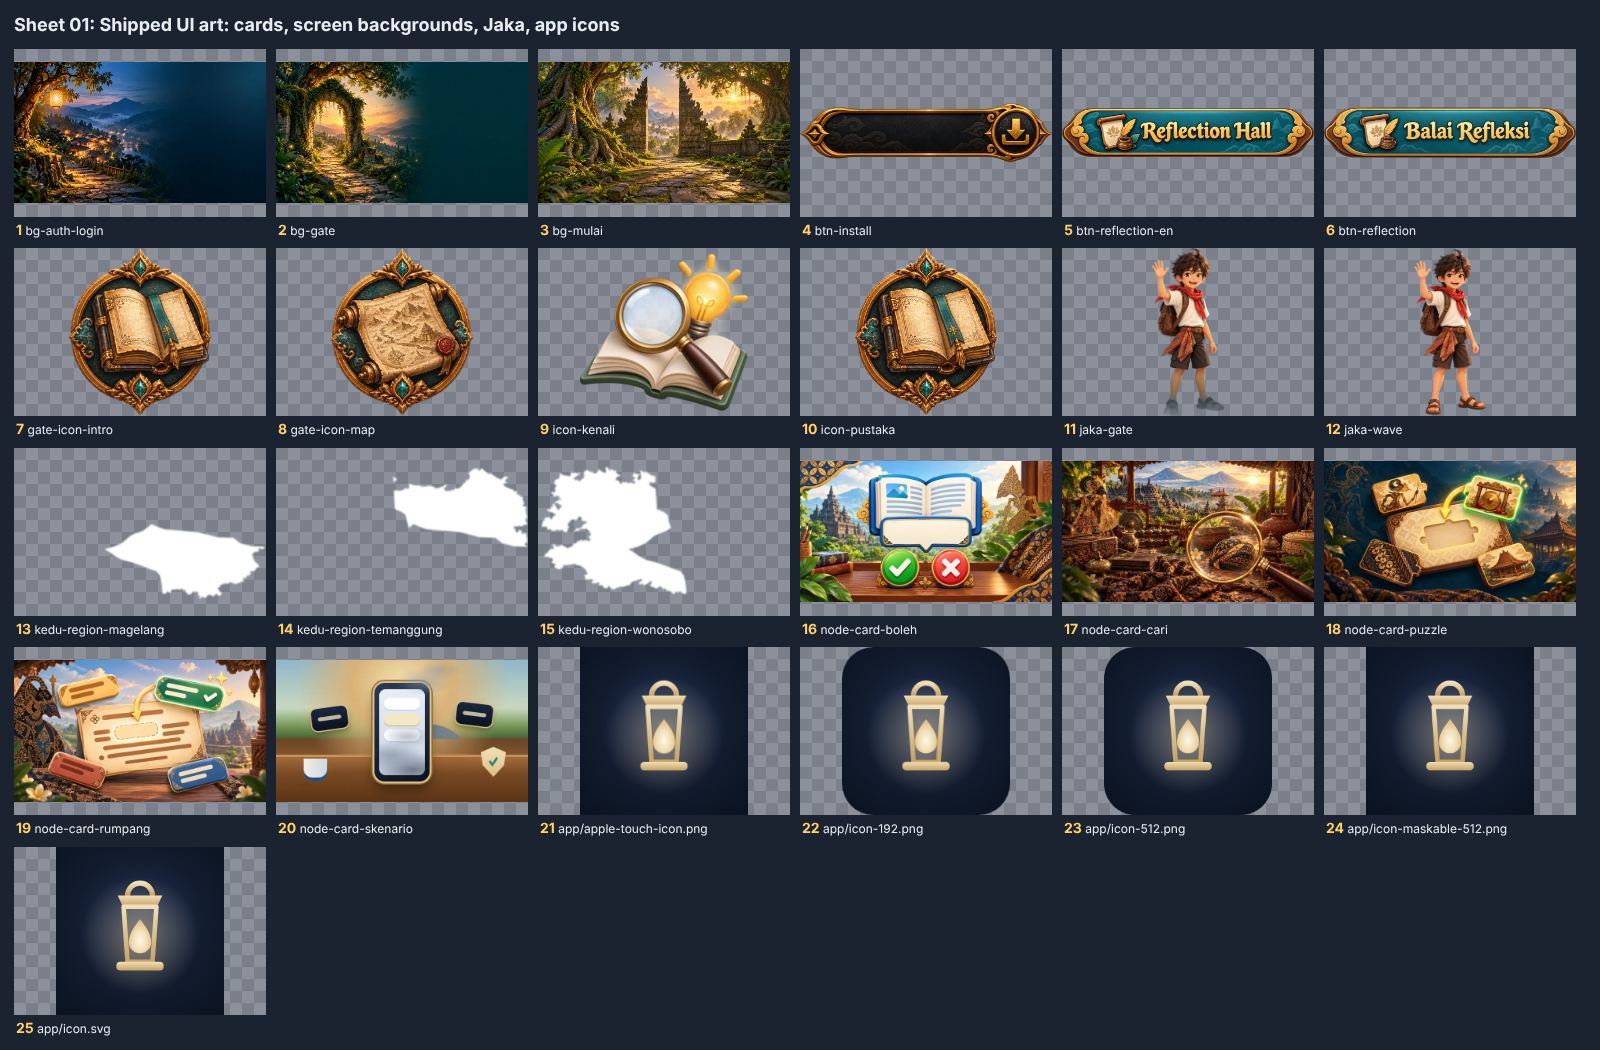 Sheet 01: Shipped UI art: cards, screen backgrounds, Jaka, app icons
Reflection Hall
Balai Refleksi
1 bg-auth-login
2 bg-gate
3 bg-mulai
4 btn-install
5 btn-reflection-en
6 btn-reflection
7 gate-icon-intro
8 gate-icon-map
9 icon-kenali
10 icon-pustaka
11 jaka-gate
12 jaka-wave
13 kedu-region-magelang
14 kedu-region-temanggung
15 kedu-region-wonosobo
16 node-card-boleh
17 node-card-cari
18 node-card-puzzle
19 node-card-rumpang
20 node-card-skenario
21 app/apple-touch-icon.png
22 app/icon-192.png
23 app/icon-512.png
24 app/icon-maskable-512.png
25 app/icon.svg